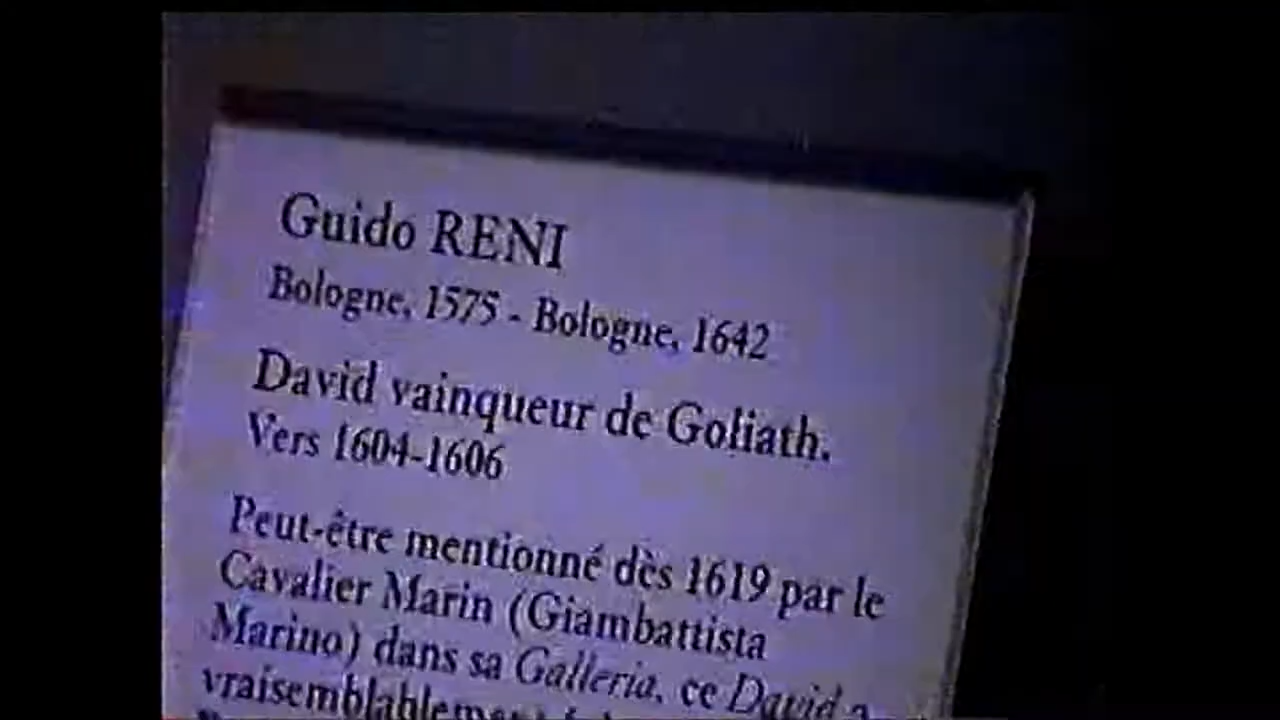 Guido RENI
Bologne, 1575 - Bologne, 1642
David vainqueur de Goliath.
Vers 1604-1606
Peut-être mentionné dès 1619 par le
Cavalier Marin (Giambattista
Marino) dans sa Galleria, ce David a
vraisemblablement